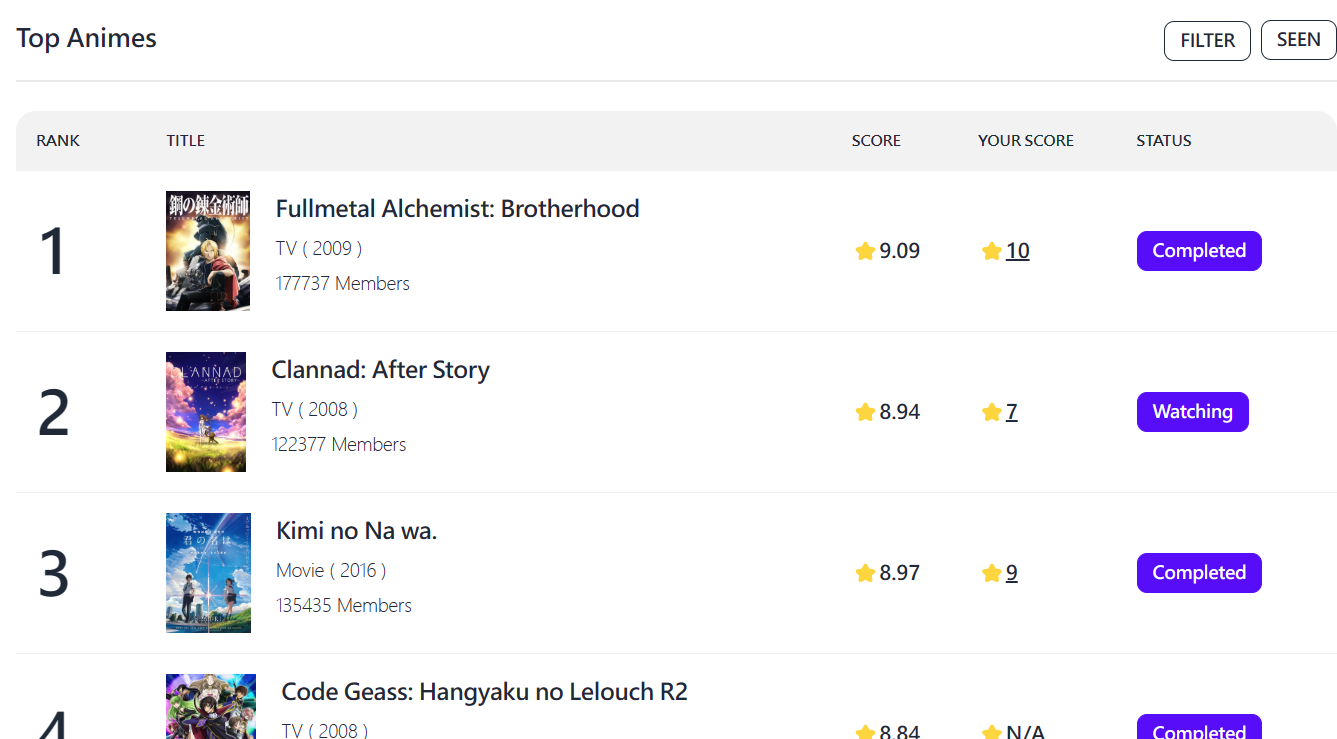 Top Animes
FILTER SEEN
RANK TITLE SCORE YOUR SCORE STATUS
1
鋼の錬金術師
Fullmetal Alchemist: Brotherhood
TV ( 2009 )
177737 Members
9.09
10
Completed
2
CLANNAD
AFTER STORY
Clannad: After Story
TV ( 2008 )
122377 Members
8.94
7
Watching
3
君の名は
Kimi no Na wa.
Movie ( 2016 )
135435 Members
8.97
9
Completed
4
Code Geass: Hangyaku no Lelouch R2
TV ( 2008 )
8.84
N/A
Completed